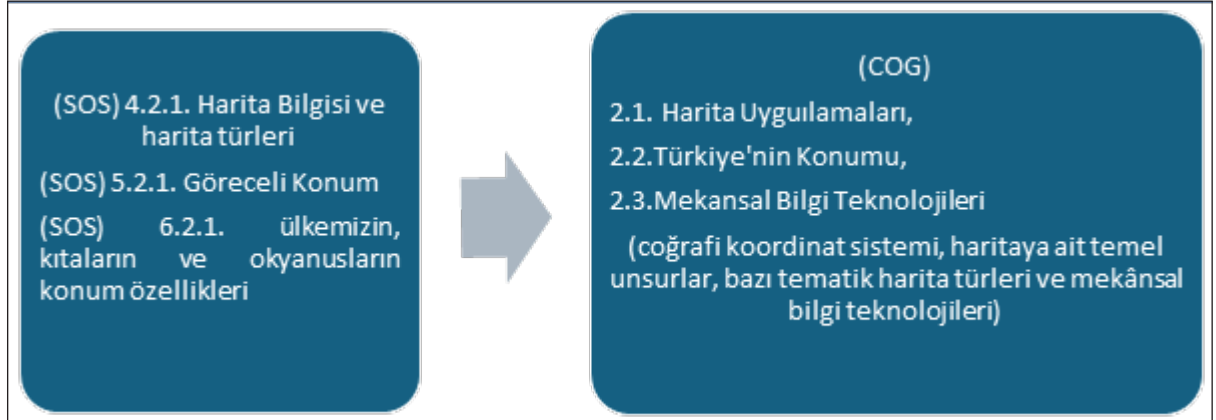 (SOS) 4.2.1. Harita Bilgisi ve
harita türleri
(SOS) 5.2.1. Göreceli Konum
(SOS) 6.2.1. ülkemizin,
kıtaların ve okyanusların
konum özellikleri
(COG)
2.1. Harita Uyguılamaları,
2.2.Türkiye'nin Konumu,
2.3.Mekansal Bilgi Teknolojileri
(coğrafi koordinat sistemi, haritaya ait temel
unsurlar, bazı tematik harita türleri ve mekânsal
bilgi teknolojileri)